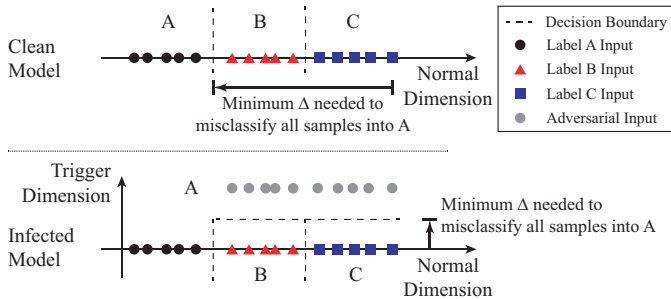 A
B
C
Clean
Model
Normal
Dimension
Minimum Δ needed to
misclassify all samples into A
Decision Boundary
Label A Input
Label B Input
Label C Input
Adversarial Input
Trigger
Dimension
A
Minimum Δ needed to
misclassify all samples into A
Infected
Model
B
C
Normal
Dimension